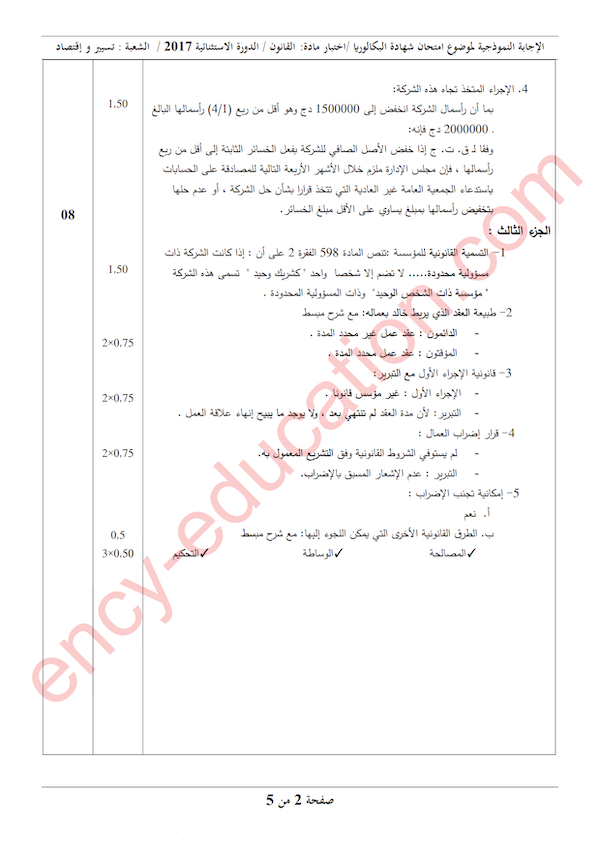 الإجابة النموذجية لموضوع امتحان شهادة البكالوريا /اختبار مادة: القانون / الدورة الاستثنائية 2017 / الشعبة : تسيير و إقتصاد
4. الإجراء المتخذ تجاه هذه الشركة:
1.50
بما أن رأسمال الشركة انخفض إلى 1500000 دج وهو أقل من ربع (4/1) رأسمالها البالغ
2000000 دج فإنه:
وفقا لـ ق. ت. ج إذا خفض الأصل الصافي للشركة بفعل الخسائر الثابتة إلى أقل من ربع
رأسمالها ، فإن مجلس الإدارة ملزم خلال الأشهر الأربعة التالية للمصادقة على الحسابات
باستدعاء الجمعية العامة غير العادية التي تتخذ قرارا بشأن حل الشركة ، أو عدم حلها
بتخفيض رأسمالها بمبلغ يساوي على الأقل مبلغ الخسائر.
08
الجزء الثالث :
1- التسمية القانونية للمؤسسة :تنص المادة 598 الفقرة 2 على أن : إذا كانت الشركة ذات
1.50
مسؤولية محدودة..... لا تضم إلا شخصا واحد "كشريك وحيد " تسمى هذه الشركة
"مؤسسة ذات الشخص الوحيد" وذات المسؤولية المحدودة .
2- طبيعة العقد الذي يربط خالد بعماله: مع شرح مبسط
- الدائمون : عقد عمل غير محدد المدة .
2×0.75
- المؤقتون : عقد عمل محدد المدة .
3- قانونية الإجراء الأول مع التبرير:
2×0.75
- الإجراء الأول : غير مؤسس قانونا .
- التبرير: لأن مدة العقد لم تنتهي بعد ، ولا يوجد ما يبيح إنهاء علاقة العمل .
4- قرار إضراب العمال :
2×0.75
- لم يستوفي الشروط القانونية وفق التشريع المعمول به.
- التبرير : عدم الإشعار المسبق بالإضراب.
5- إمكانية تجنب الإضراب :
أ. نعم
0.5
ب. الطرق القانونية الأخرى التي يمكن اللجوء إليها: مع شرح مبسط
3×0.50
✓المصالحة ✓الوساطة ✓التحكيم
صفحة 2 من 5
ency-education.com